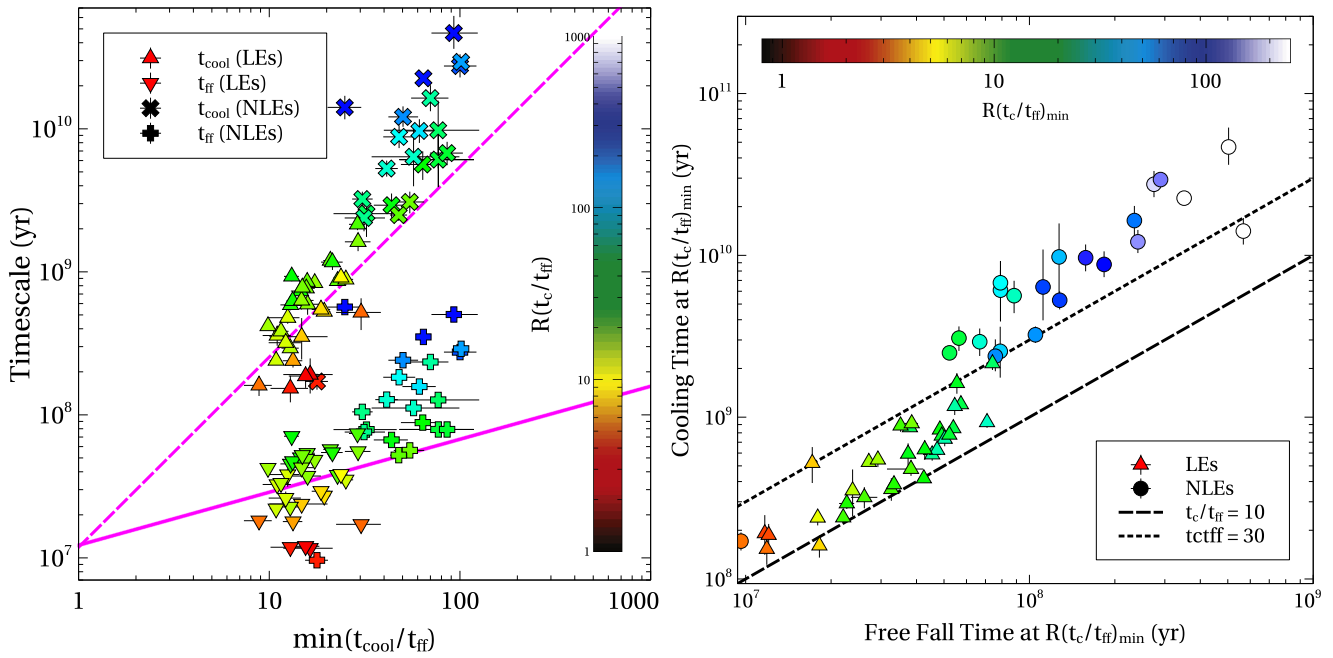 t_cool (LEs)
t_ff (LEs)
t_cool (NLEs)
t_ff (NLEs)
Timescale (yr)
10^10
10^9
10^8
10^7
1
10
100
1000
min(t_cool/t_ff)
1000
100
10
1
R(t_c/t_ff)
1
10
100
R(t_c/t_ff)_min
Cooling Time at R(t_c/t_ff)_min (yr)
10^11
10^10
10^9
10^8
LEs
NLEs
t_c/t_ff = 10
tctff = 30
10^7
10^8
10^9
Free Fall Time at R(t_c/t_ff)_min (yr)